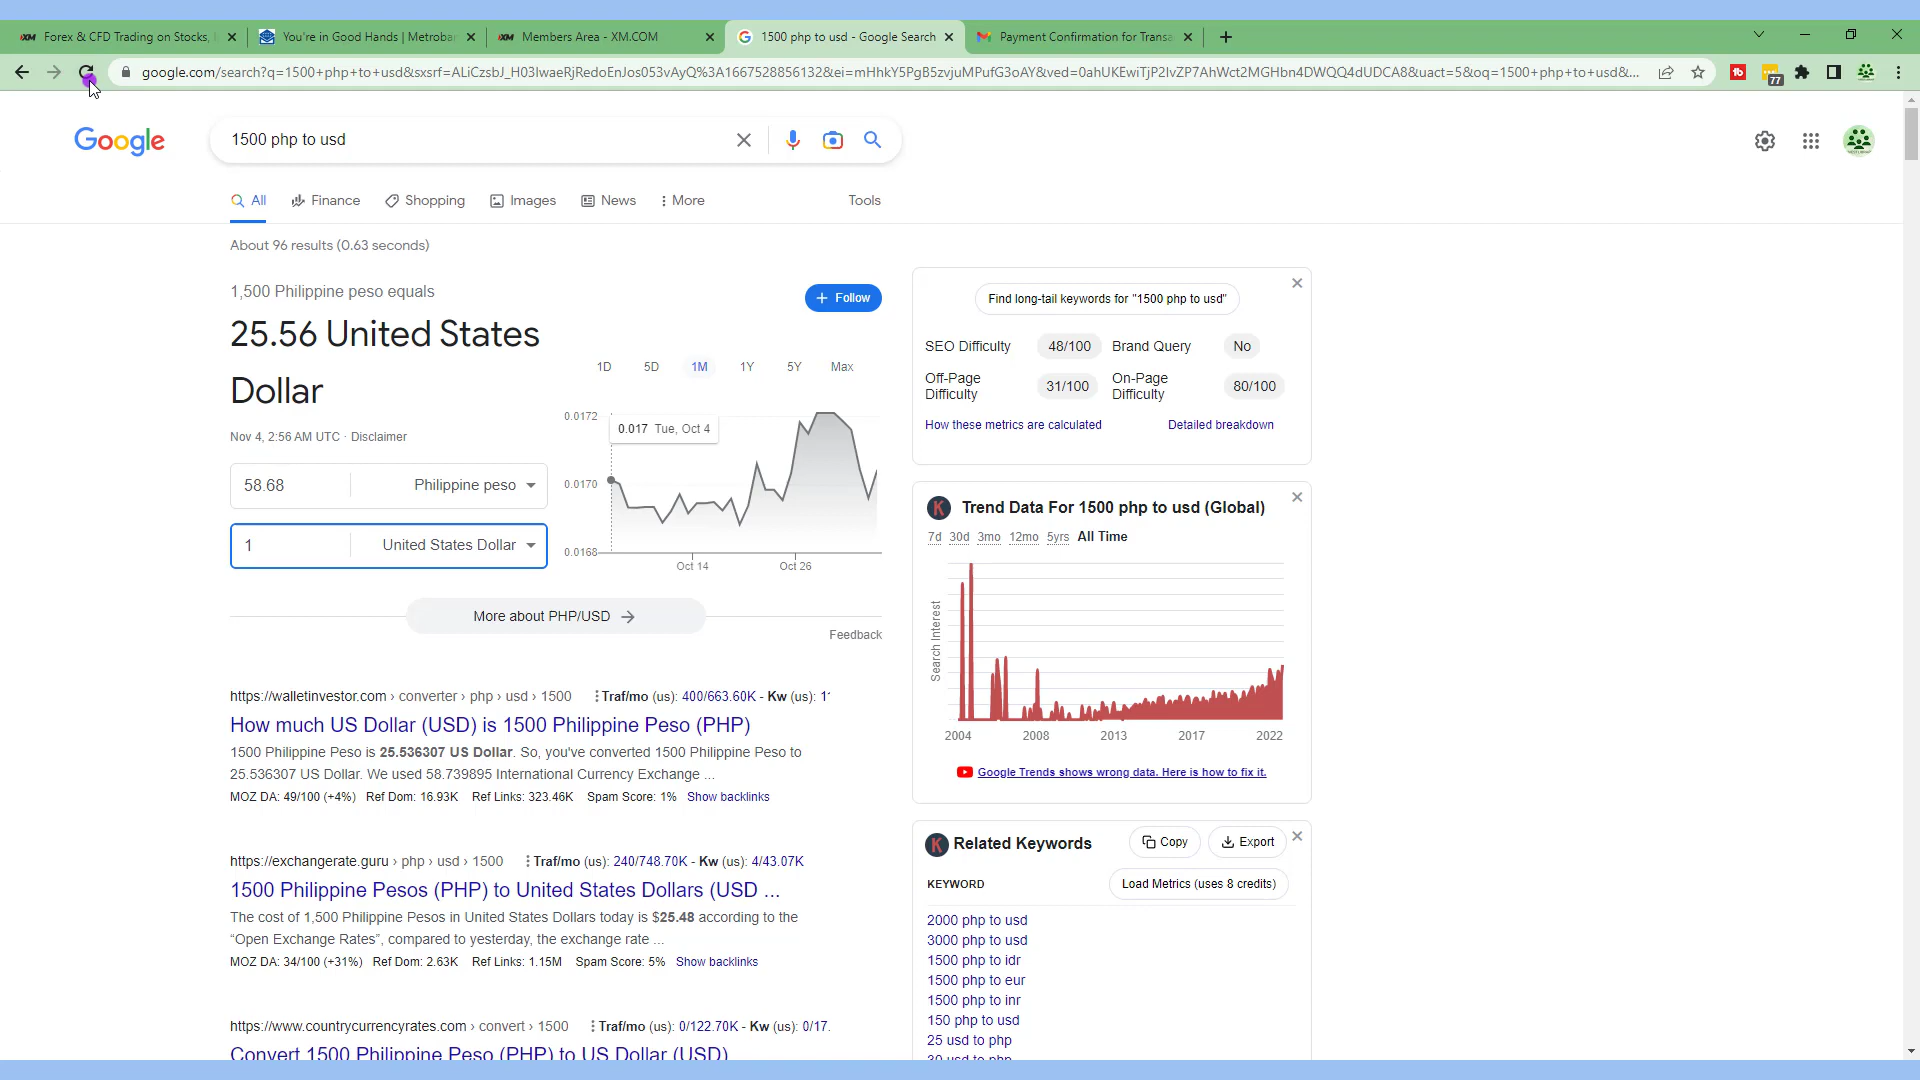 XM Forex & CFD Trading on Stocks,
You're in Good Hands | Metroban
XM Members Area - XM.COM
1500 php to usd - Google Search
Payment Confirmation for Transa
google.com/search?q=1500+php+to+usd&sxsrf=ALiCzsbJ_H03IwaeRjRedoEnJos053vAyQ%3A1667528856132&ei=mHhkY5PgB5zvjuMPufG3oAY&ved=0ahUKEwiTjP2IvZP7AhWct2MGHbn4DWQQ4dUDCA8&uact=5&oq=1500+php+to+usd&...
77
Google
1500 php to usd
All
Finance
Shopping
Images
News
More
Tools
About 96 results (0.63 seconds)
1,500 Philippine peso equals
25.56 United States
Dollar
Follow
Nov 4, 2:56 AM UTC · Disclaimer
58.68
Philippine peso
1
United States Dollar
1D 5D 1M 1Y 5Y Max
0.0172
0.017 Tue, Oct 4
0.0170
0.0168
Oct 14
Oct 26
More about PHP/USD
Feedback
https://walletinvestor.com › converter › php › usd › 1500
Traf/mo (us): 400/663.60K - Kw (us): 1
How much US Dollar (USD) is 1500 Philippine Peso (PHP)
1500 Philippine Peso is 25.536307 US Dollar. So, you've converted 1500 Philippine Peso to
25.536307 US Dollar. We used 58.739895 International Currency Exchange ...
MOZ DA: 49/100 (+4%) Ref Dom: 16.93K Ref Links: 323.46K Spam Score: 1% Show backlinks
https://exchangerate.guru › php › usd › 1500
Traf/mo (us): 240/748.70K - Kw (us): 4/43.07K
1500 Philippine Pesos (PHP) to United States Dollars (USD ...
The cost of 1,500 Philippine Pesos in United States Dollars today is $25.48 according to the
“Open Exchange Rates”, compared to yesterday, the exchange rate ...
MOZ DA: 34/100 (+31%) Ref Dom: 2.63K Ref Links: 1.15M Spam Score: 5% Show backlinks
https://www.countrycurrencyrates.com › convert › 1500
Traf/mo (us): 0/122.70K - Kw (us): 0/17.
Convert 1500 Philippine Peso (PHP) to US Dollar (USD)
Find long-tail keywords for "1500 php to usd"
SEO Difficulty 48/100
Brand Query No
Off-Page Difficulty 31/100
On-Page Difficulty 80/100
How these metrics are calculated
Detailed breakdown
K Trend Data For 1500 php to usd (Global)
7d 30d 3mo 12mo 5yrs All Time
Search Interest
2004 2008 2013 2017 2022
Google Trends shows wrong data. Here is how to fix it.
K Related Keywords
Copy
Export
KEYWORD
Load Metrics (uses 8 credits)
2000 php to usd
3000 php to usd
1500 php to idr
1500 php to eur
1500 php to inr
150 php to usd
25 usd to php
30 usd to php